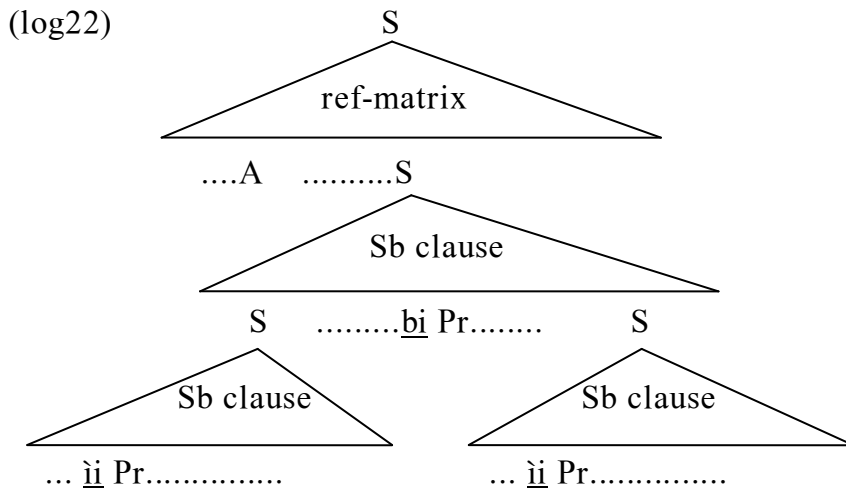 (log22) S
ref-matrix
....A ..........S
Sb clause
S .........bi Pr........ S
Sb clause Sb clause
... ìi Pr.............. ... ìi Pr..............